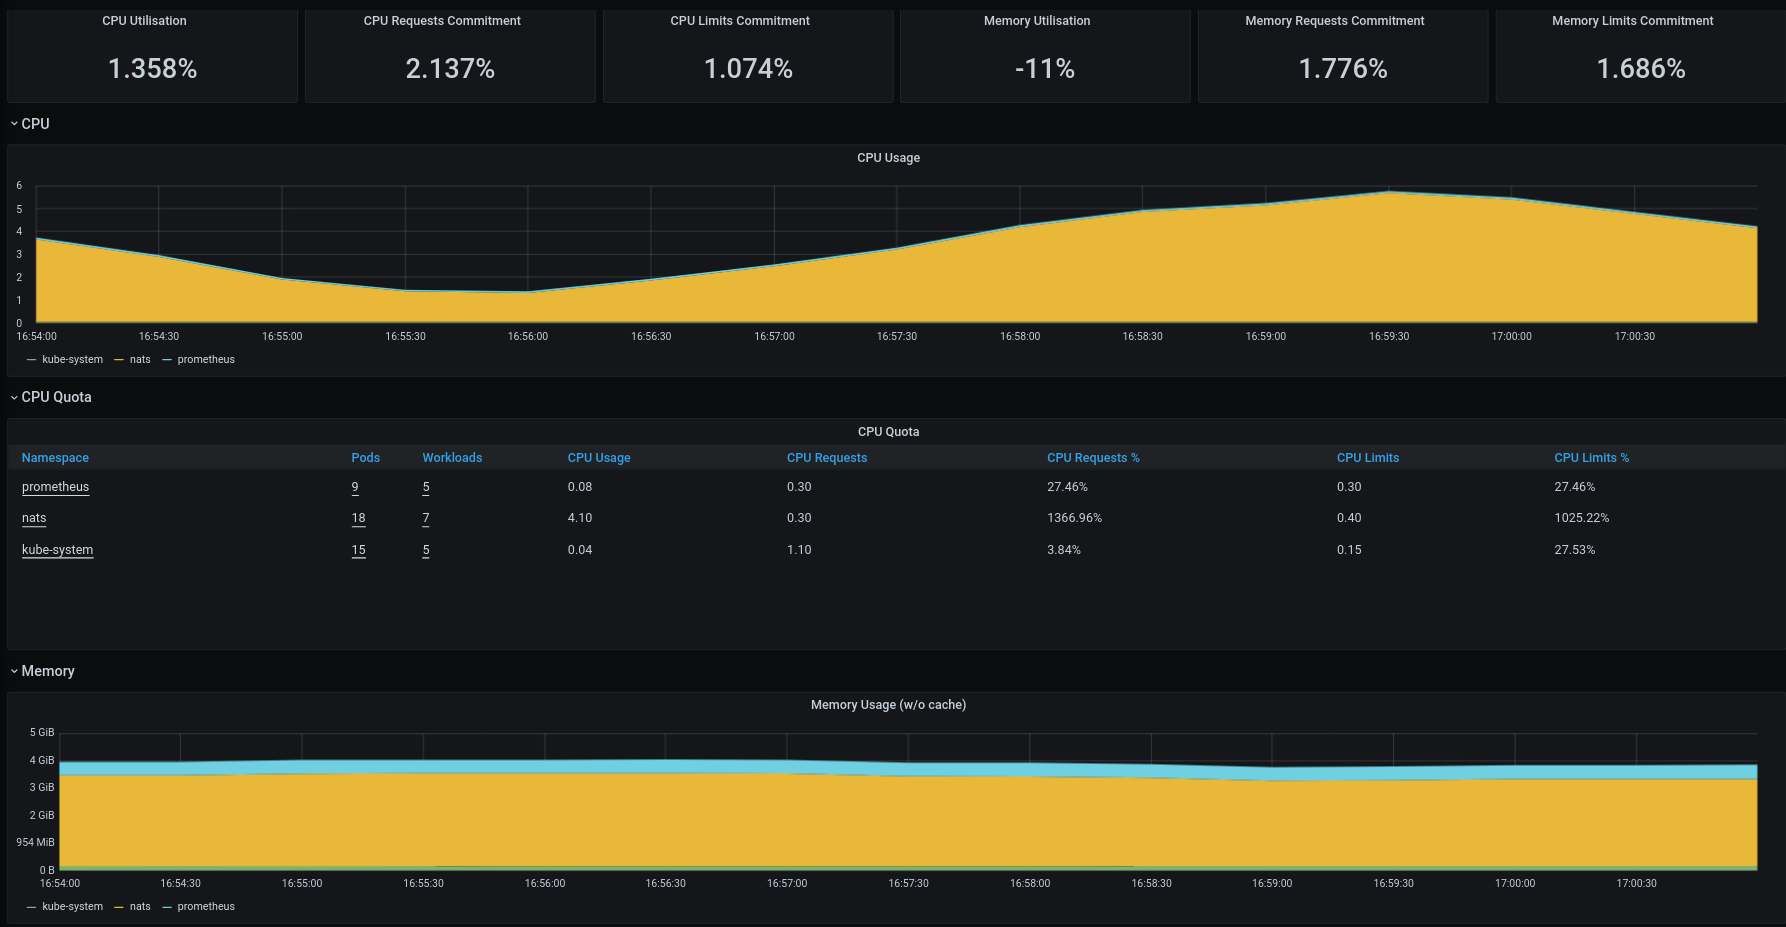 CPU Utilisation CPU Requests Commitment CPU Limits Commitment Memory Utilisation Memory Requests Commitment Memory Limits Commitment
1.358% 2.137% 1.074% -11% 1.776% 1.686%
CPU
CPU Usage
6
5
4
3
2
1
0
16:54:00 16:54:30 16:55:00 16:55:30 16:56:00 16:56:30 16:57:00 16:57:30 16:58:00 16:58:30 16:59:00 16:59:30 17:00:00 17:00:30
kube-system nats prometheus
CPU Quota
CPU Quota
Namespace Pods Workloads CPU Usage CPU Requests CPU Requests % CPU Limits CPU Limits %
prometheus 9 5 0.08 0.30 27.46% 0.30 27.46%
nats 18 7 4.10 0.30 1366.96% 0.40 1025.22%
kube-system 15 5 0.04 1.10 3.84% 0.15 27.53%
Memory
Memory Usage (w/o cache)
5 GiB
4 GiB
3 GiB
2 GiB
954 MiB
0 B
16:54:00 16:54:30 16:55:00 16:55:30 16:56:00 16:56:30 16:57:00 16:57:30 16:58:00 16:58:30 16:59:00 16:59:30 17:00:00 17:00:30
kube-system nats prometheus